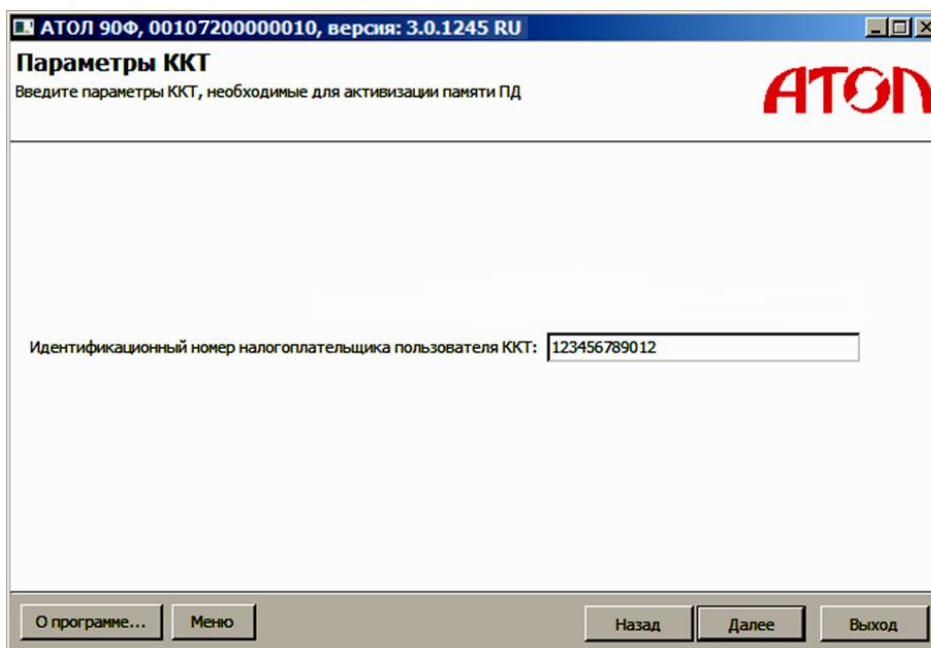 АТОЛ 90Ф, 00107200000010, версия: 3.0.1245 RU
Параметры ККТ
Введите параметры ККТ, необходимые для активизации памяти ПД
АТОЛ
Идентификационный номер налогоплательщика пользователя ККТ: 123456789012
О программе... Меню Назад Далее Выход